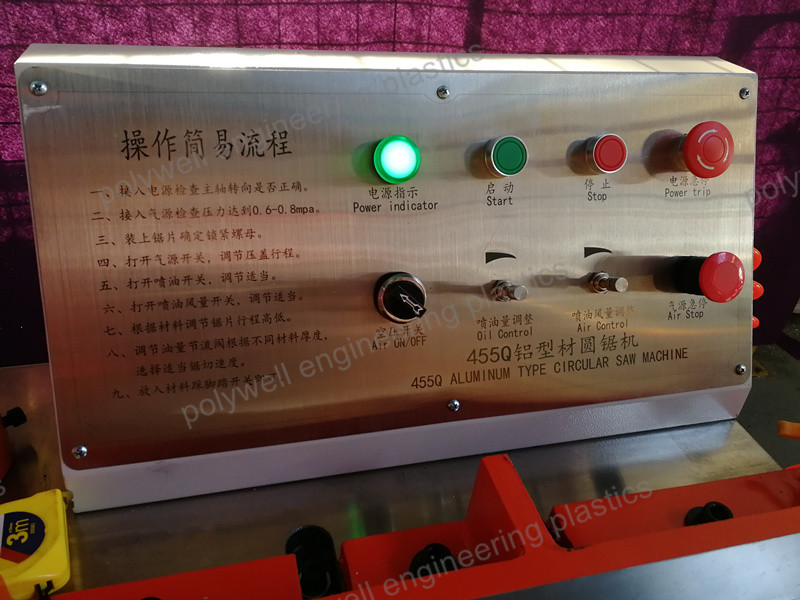 操作简易流程
一、接入电源检查主轴转向是否正确。
二、接入气源检查压力达到0.6-0.8mpa。
三、装上锯片确定锁紧螺母。
四、打开气源开关，调节压盖行程。
五、打开喷油开关，调节适当。
六、打开喷油风量开关，调节适当。
七、根据材料调节锯片行程高低。
八、调节油量节流阀根据不同材料厚度，
选择适当锯切速度。
九、放入材料踩脚踏开关
电源指示
Power indicator
启动
Start
停止
Stop
电源急停
Power trip
空压开关
Air ON/OFF
喷油量调整
Oil Control
喷油风量调整
Air Control
气源急停
Air Stop
455Q铝型材圆锯机
455Q ALUMINUM TYPE CIRCULAR SAW MACHINE
3m
polywell engineering plastics
polywell engineering plastics
polywell engineering plastics
polywell